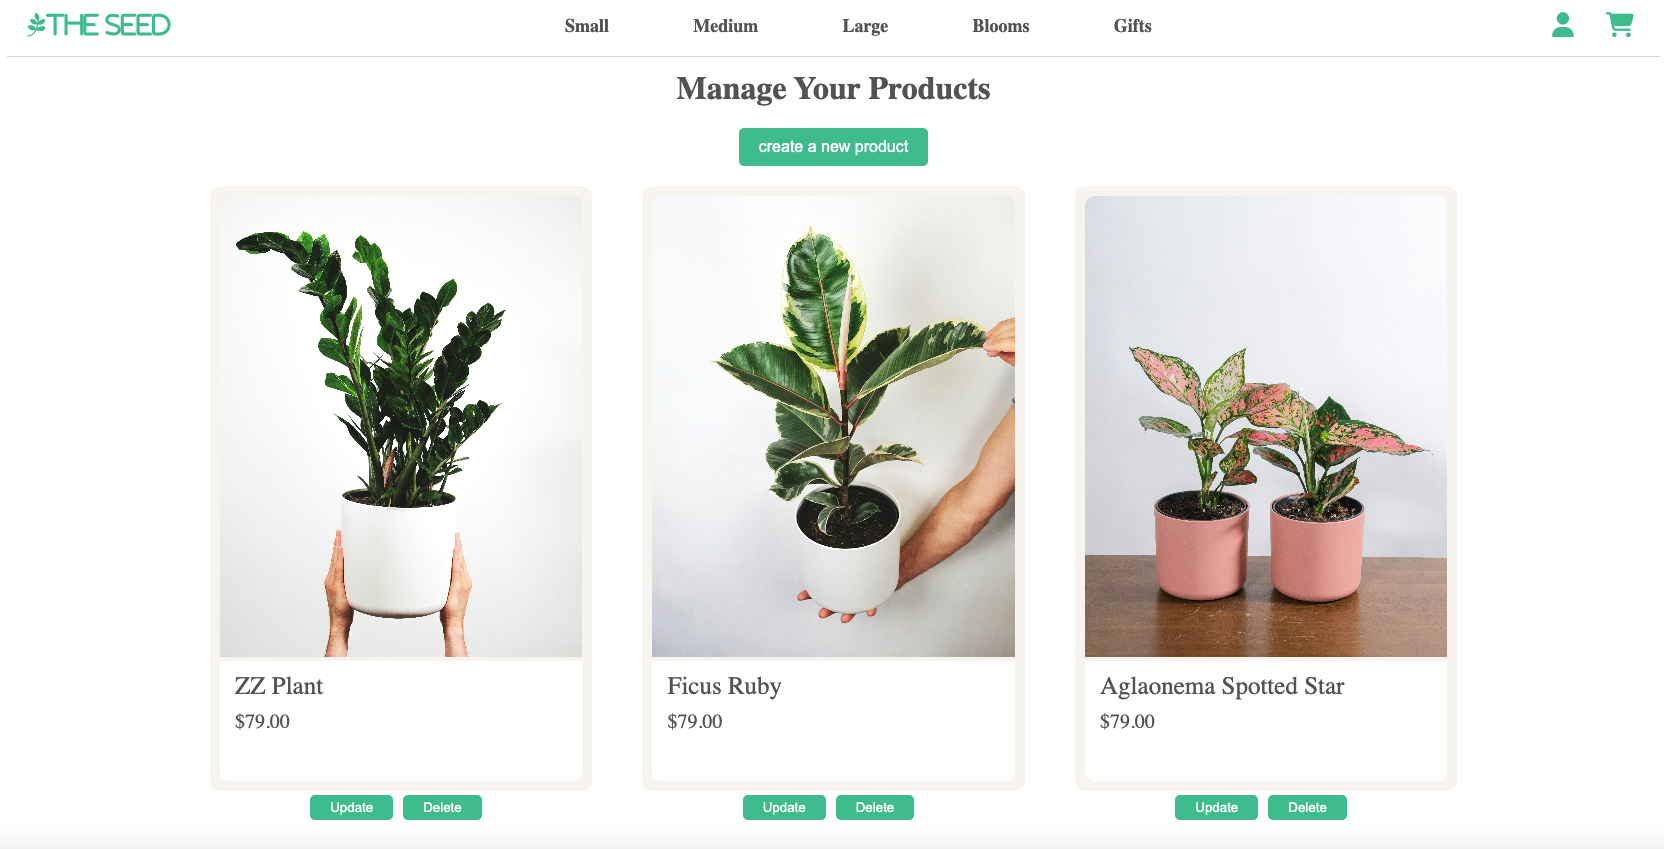 THE SEED
Small Medium Large Blooms Gifts
Manage Your Products
create a new product
ZZ Plant
$79.00
Update Delete
Ficus Ruby
$79.00
Update Delete
Aglaonema Spotted Star
$79.00
Update Delete